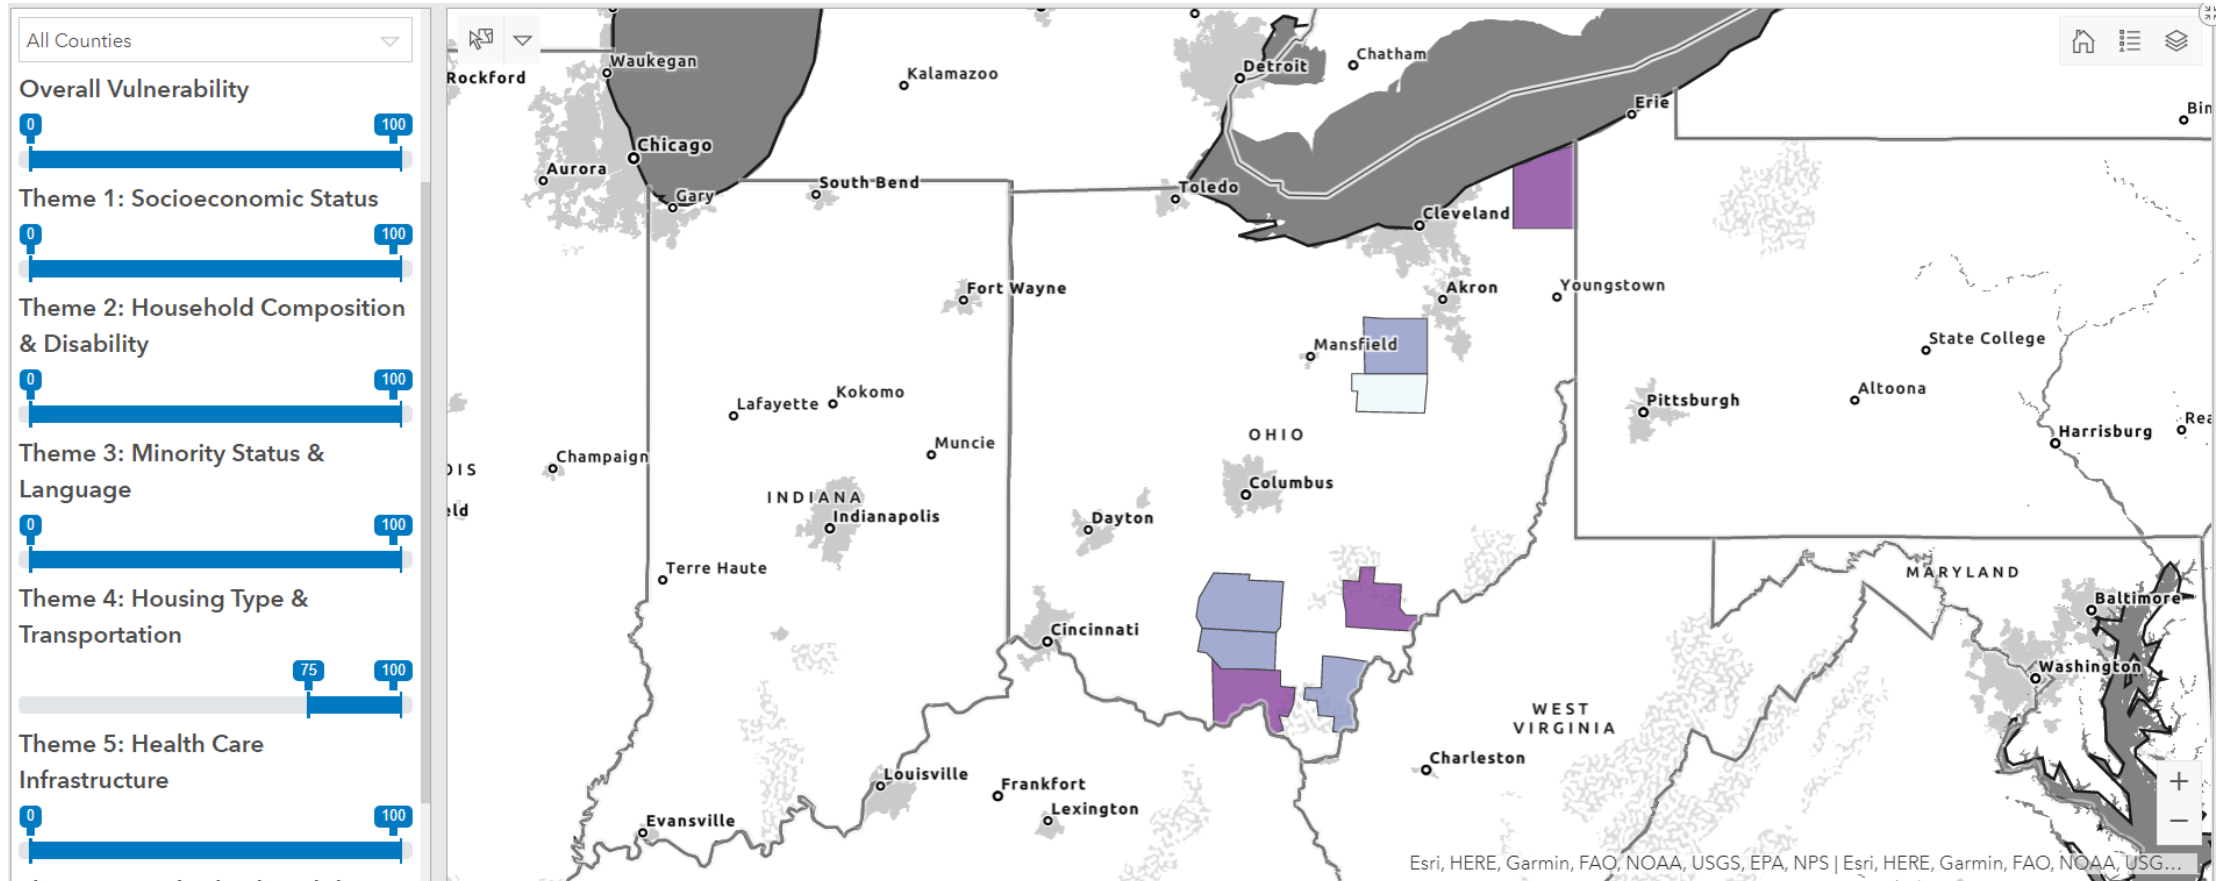 All Counties
Overall Vulnerability
0 100
Theme 1: Socioeconomic Status
0 100
Theme 2: Household Composition
& Disability
0 100
Theme 3: Minority Status &
Language
0 100
Theme 4: Housing Type &
Transportation
75 100
Theme 5: Health Care
Infrastructure
0 100
Waukegan
Rockford
Kalamazoo
Detroit
Chatham
Erie
Bin
Chicago
Aurora
Gary
South Bend
Toledo
Cleveland
Fort Wayne
Akron
Youngstown
Mansfield
State College
Lafayette
Kokomo
Altoona
Pittsburgh
Rea
Harrisburg
OHIO
Muncie
Champaign
OIS
INDIANA
Columbus
eld
Indianapolis
Dayton
Terre Haute
MARYLAND
Baltimore
Cincinnati
Washington
WEST
VIRGINIA
Charleston
Louisville
Frankfort
Lexington
Evansville
+
−
Esri, HERE, Garmin, FAO, NOAA, USGS, EPA, NPS | Esri, HERE, Garmin, FAO, NOAA, USG...